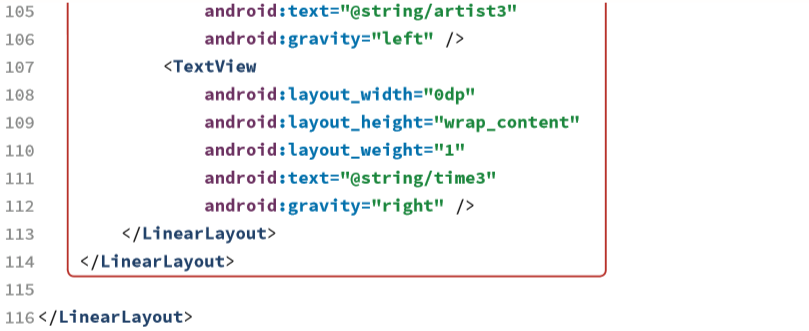 105 android:text="@string/artist3"
106 android:gravity="left" />
107 <TextView
108 android:layout_width="0dp"
109 android:layout_height="wrap_content"
110 android:layout_weight="1"
111 android:text="@string/time3"
112 android:gravity="right" />
113 </LinearLayout>
114 </LinearLayout>
115
116 </LinearLayout>